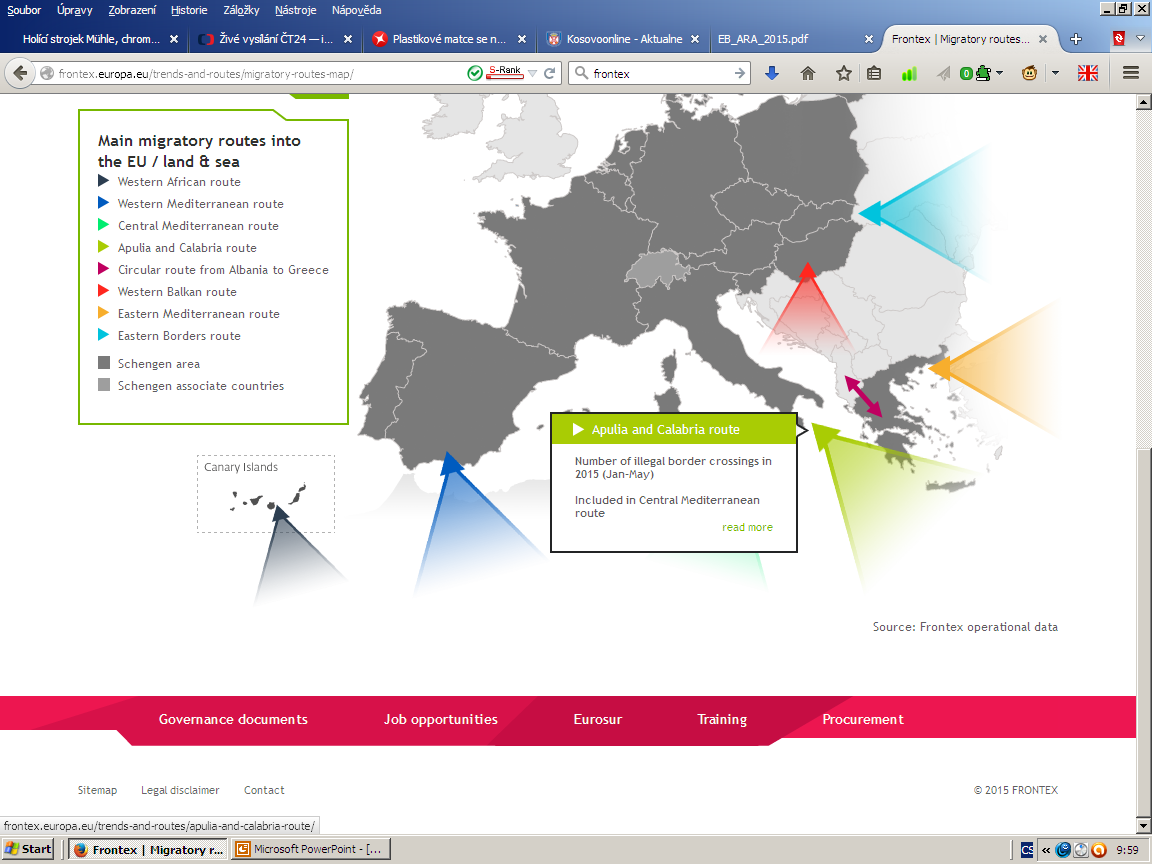 Soubor Úpravy Zobrazení Historie Záložky Nástroje Nápověda
Holící strojek Mühle, chrom...
Živé vysílání ČT24 — i...
Plastikové matce se n...
Kosovoonline - Aktualne
EB_ARA_2015.pdf
Frontex | Migratory routes...
frontex.europa.eu/trends-and-routes/migratory-routes-map/
S-Rank
frontex
0
Main migratory routes into
the EU / land & sea
Western African route
Western Mediterranean route
Central Mediterranean route
Apulia and Calabria route
Circular route from Albania to Greece
Western Balkan route
Eastern Mediterranean route
Eastern Borders route
Schengen area
Schengen associate countries
Canary Islands
Apulia and Calabria route
Number of illegal border crossings in
2015 (Jan-May)
Included in Central Mediterranean
route
read more
Source: Frontex operational data
Governance documents Job opportunities Eurosur Training Procurement
Sitemap Legal disclaimer Contact
© 2015 FRONTEX
frontex.europa.eu/trends-and-routes/apulia-and-calabria-route/
Start
Frontex | Migratory r...
Microsoft PowerPoint - [...
CS
«
9:59